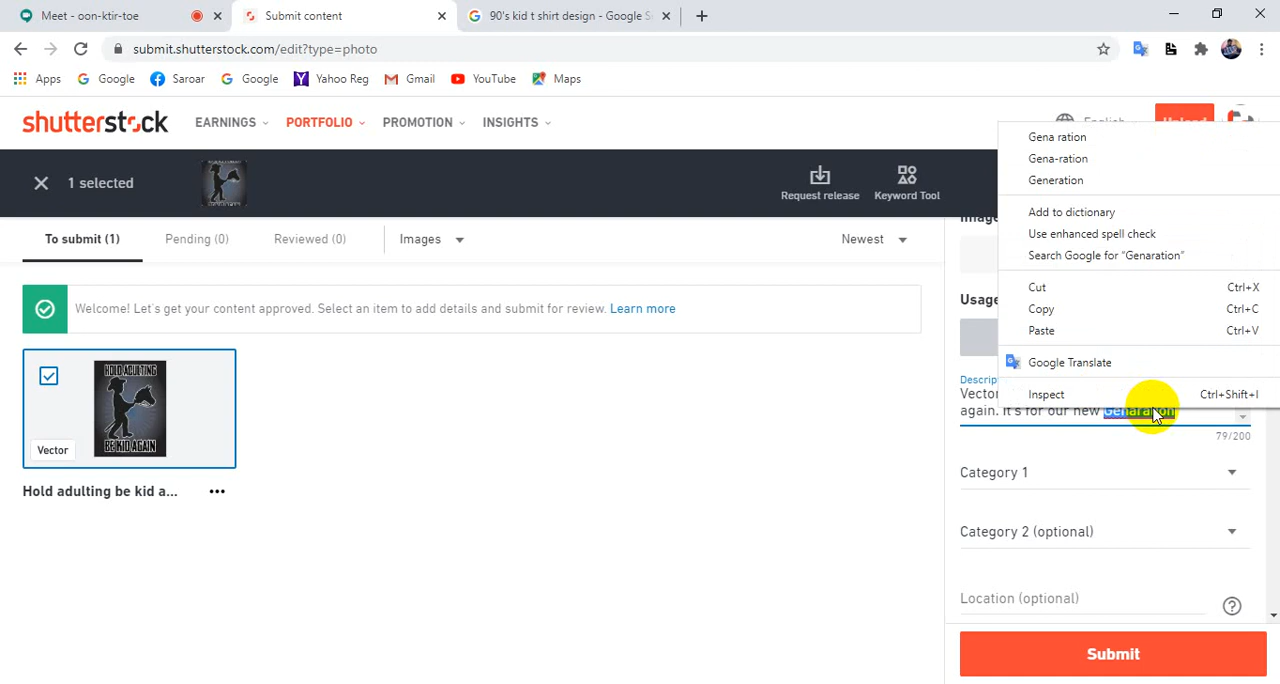 Meet - oon-ktir-toe
Submit content
90's kid t shirt design - Google S
submit.shutterstock.com/edit?type=photo
Apps
Google
Saroar
Google
Yahoo Reg
Gmail
YouTube
Maps
shutterstock
EARNINGS
PORTFOLIO
PROMOTION
INSIGHTS
English
Upload
1 selected
Request release
Keyword Tool
To submit (1)
Pending (0)
Reviewed (0)
Images
Newest
Welcome! Let's get your content approved. Select an item to add details and submit for review. Learn more
HOLD ADULTING
BE KID AGAIN
Vector
Hold adulting be kid a...
Gena ration
Gena-ration
Generation
Add to dictionary
Use enhanced spell check
Search Google for "Genaration"
Cut Ctrl+X
Copy Ctrl+C
Paste Ctrl+V
Google Translate
Inspect Ctrl+Shift+I
Usage
Vector
again. It's for our new Genaration
79/200
Category 1
Category 2 (optional)
Location (optional)
Submit